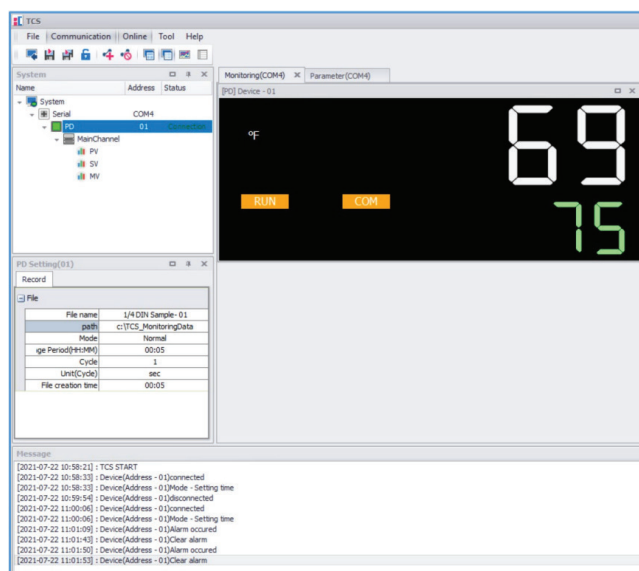 TCS
File Communication Online Tool Help
System
Name Address Status
System
Serial COM4
PD 01 Connection
MainChannel
PV
SV
MV
Monitoring(COM4) Parameter(COM4)
[PD] Device - 01
°F
69
RUN COM
75
PD Setting(01)
Record
File
File name 1/4 DIN Sample- 01
path c:\TCS_MonitoringData
Mode Normal
ige Period(HH:MM) 00:05
Cycle 1
Unit(Cycle) sec
File creation time 00:05
Message
[2021-07-22 10:58:21] : TCS START
[2021-07-22 10:58:33] : Device(Address - 01)connected
[2021-07-22 10:58:33] : Device(Address - 01)Mode - Setting time
[2021-07-22 10:59:54] : Device(Address - 01)disconnected
[2021-07-22 11:00:06] : Device(Address - 01)connected
[2021-07-22 11:00:06] : Device(Address - 01)Mode - Setting time
[2021-07-22 11:01:09] : Device(Address - 01)Alarm occured
[2021-07-22 11:01:43] : Device(Address - 01)Clear alarm
[2021-07-22 11:01:50] : Device(Address - 01)Alarm occured
[2021-07-22 11:01:53] : Device(Address - 01)Clear alarm